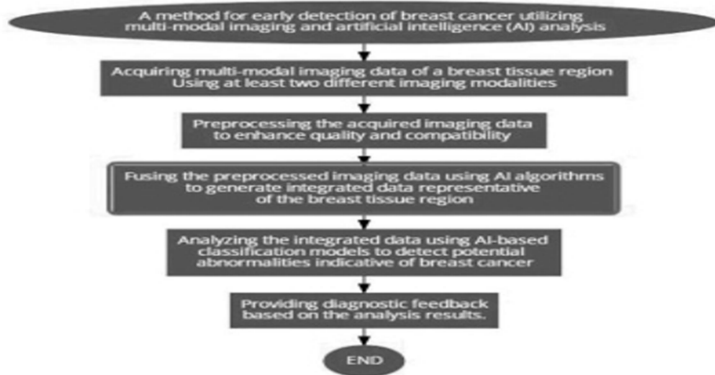 A method for early detection of breast cancer utilizing
multi-modal imaging and artificial intelligence (AI) analysis
Acquiring multi-modal imaging data of a breast tissue region
Using at least two different imaging modalities
Preprocessing the acquired imaging data
to enhance quality and compatibility
Fusing the preprocessed imaging data using AI algorithms
to generate integrated data representative
of the breast tissue region
Analyzing the integrated data using AI-based
classification models to detect potential
abnormalities indicative of breast cancer
Providing diagnostic feedback
based on the analysis results.
END